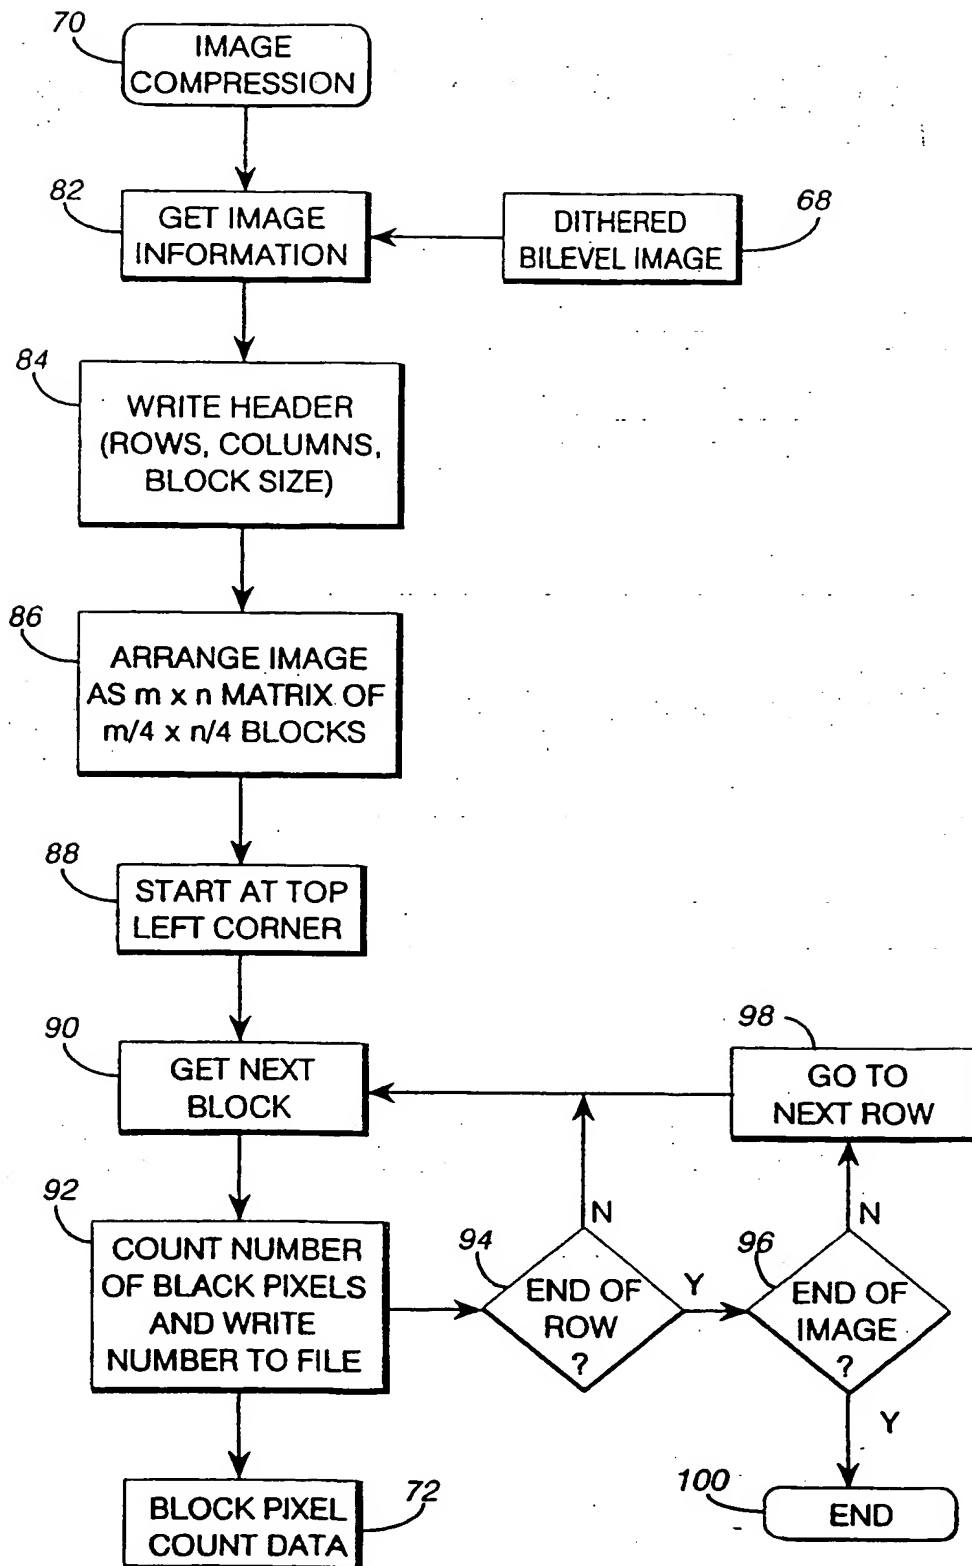 70
IMAGE
COMPRESSION
82
GET IMAGE
INFORMATION
DITHERED
BILEVEL IMAGE
68
84
WRITE HEADER
(ROWS, COLUMNS,
BLOCK SIZE)
86
ARRANGE IMAGE
AS m x n MATRIX OF
m/4 x n/4 BLOCKS
88
START AT TOP
LEFT CORNER
90
GET NEXT
BLOCK
98
GO TO
NEXT ROW
92
COUNT NUMBER
OF BLACK PIXELS
AND WRITE
NUMBER TO FILE
94
END OF
ROW
?
N
Y
96
END OF
IMAGE
?
N
Y
BLOCK PIXEL
COUNT DATA
72
100
END